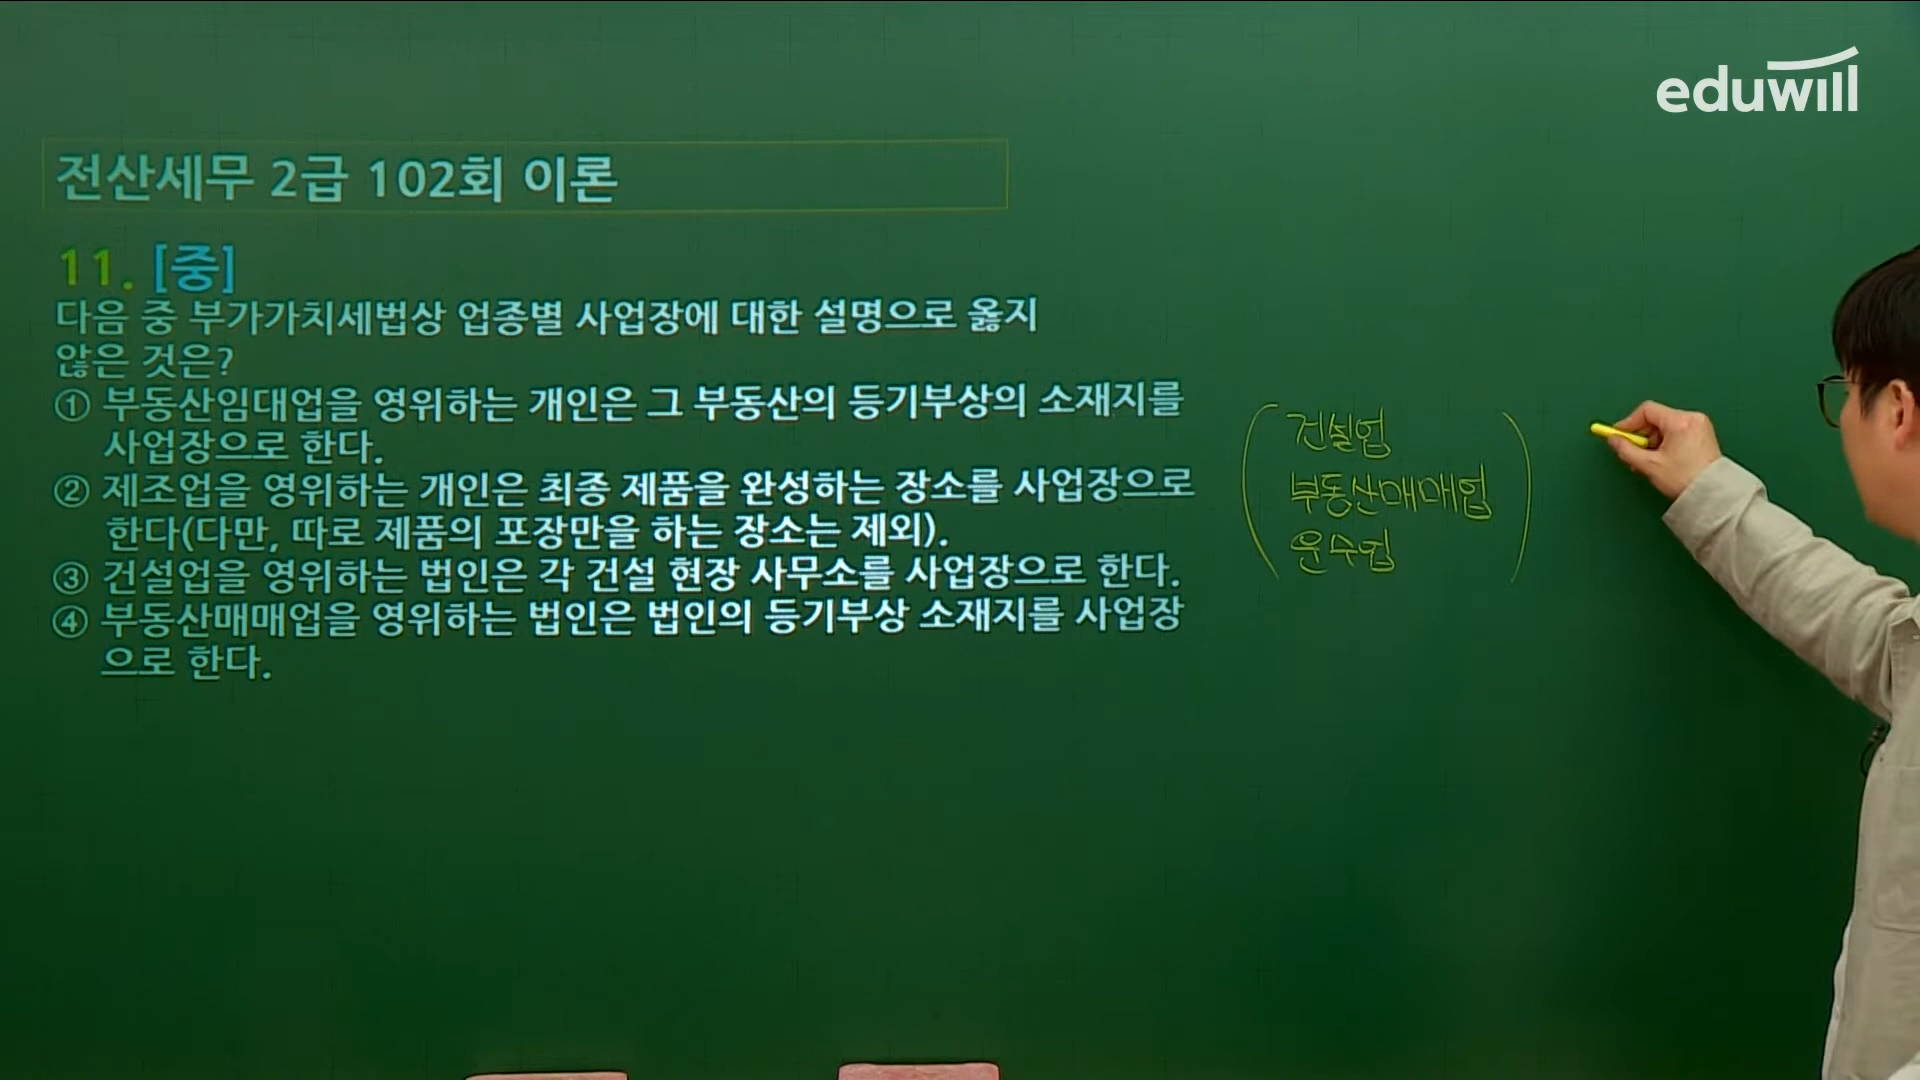 eduwill
전산세무 2급 102회 이론
11. [중]
다음 중 부가가치세법상 업종별 사업장에 대한 설명으로 옳지
않은 것은?
① 부동산임대업을 영위하는 개인은 그 부동산의 등기부상의 소재지를
사업장으로 한다.
② 제조업을 영위하는 개인은 최종 제품을 완성하는 장소를 사업장으로
한다(다만, 따로 제품의 포장만을 하는 장소는 제외).
③ 건설업을 영위하는 법인은 각 건설 현장 사무소를 사업장으로 한다.
④ 부동산매매업을 영위하는 법인은 법인의 등기부상 소재지를 사업장
으로 한다.
건설업
부동산매매업
운수업